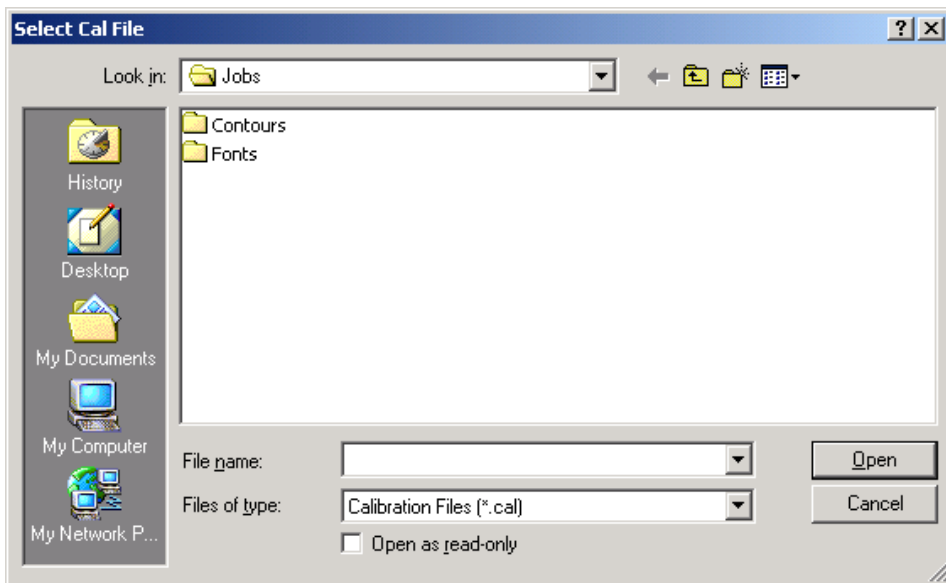 Select Cal File
Look in: Jobs
Contours
Fonts
History
Desktop
My Documents
My Computer
My Network P...
File name:
Open
Files of type: Calibration Files (*.cal)
Cancel
Open as read-only